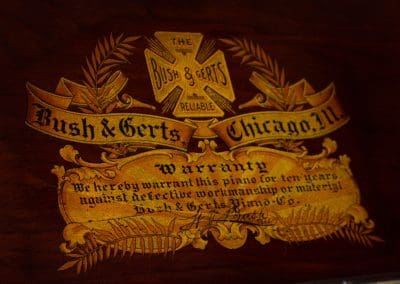 THE
BUSH & GERTS
RELIABLE
Bush & Gerts, Chicago, Ill.
Warranty
We hereby warrant this piano for ten years
against defective workmanship or material
Bush & Gerts Piano Co.